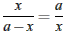 x/(a − x) = a/x